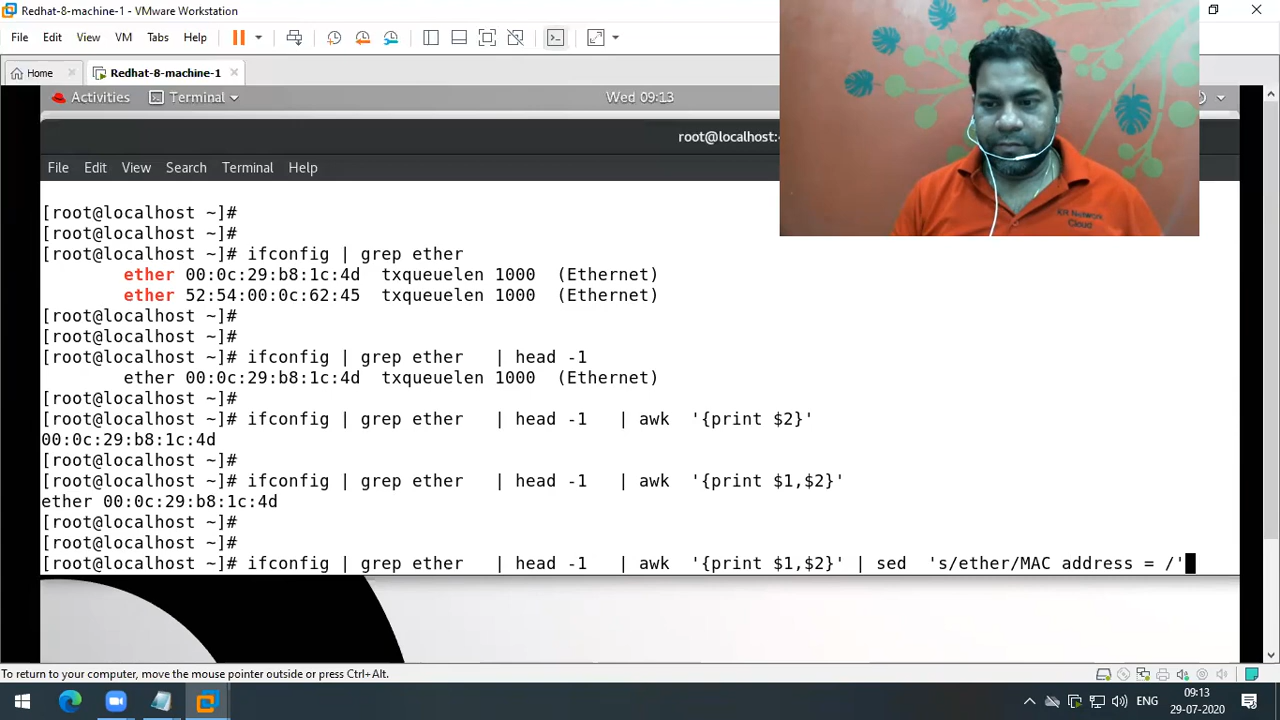 Redhat-8-machine-1 - VMware Workstation
File Edit View VM Tabs Help
Home Redhat-8-machine-1
Activities Terminal Wed 09:13
root@localhost:
File Edit View Search Terminal Help
KR Network
Cloud
[root@localhost ~]#
[root@localhost ~]#
[root@localhost ~]# ifconfig | grep ether
ether 00:0c:29:b8:1c:4d txqueuelen 1000 (Ethernet)
ether 52:54:00:0c:62:45 txqueuelen 1000 (Ethernet)
[root@localhost ~]#
[root@localhost ~]#
[root@localhost ~]# ifconfig | grep ether | head -1
ether 00:0c:29:b8:1c:4d txqueuelen 1000 (Ethernet)
[root@localhost ~]#
[root@localhost ~]# ifconfig | grep ether | head -1 | awk '{print $2}'
00:0c:29:b8:1c:4d
[root@localhost ~]#
[root@localhost ~]# ifconfig | grep ether | head -1 | awk '{print $1,$2}'
ether 00:0c:29:b8:1c:4d
[root@localhost ~]#
[root@localhost ~]#
[root@localhost ~]# ifconfig | grep ether | head -1 | awk '{print $1,$2}' | sed 's/ether/MAC address = /'
To return to your computer, move the mouse pointer outside or press Ctrl+Alt.
ENG
09:13
29-07-2020